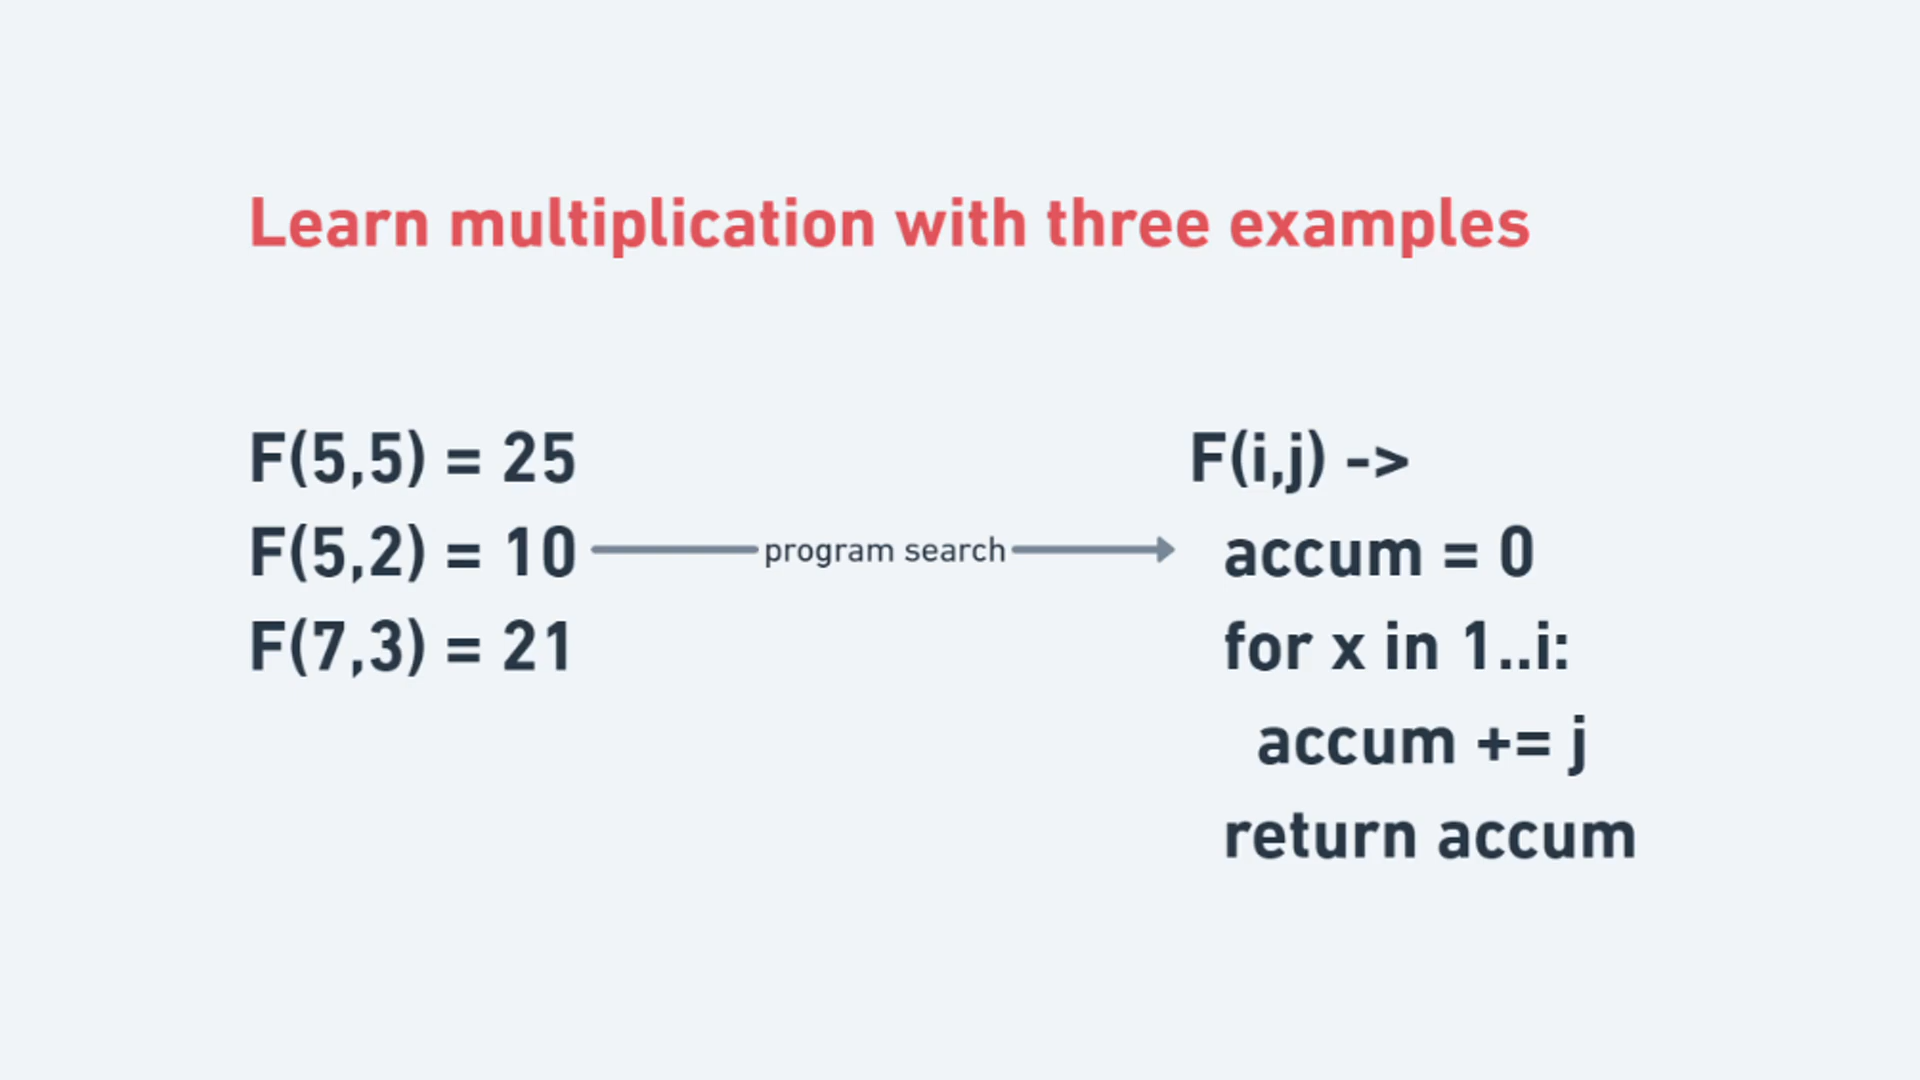 Learn multiplication with three examples
F(5,5) = 25
F(5,2) = 10
F(7,3) = 21
program search
F(i,j) ->
accum = 0
for x in 1..i:
accum += j
return accum